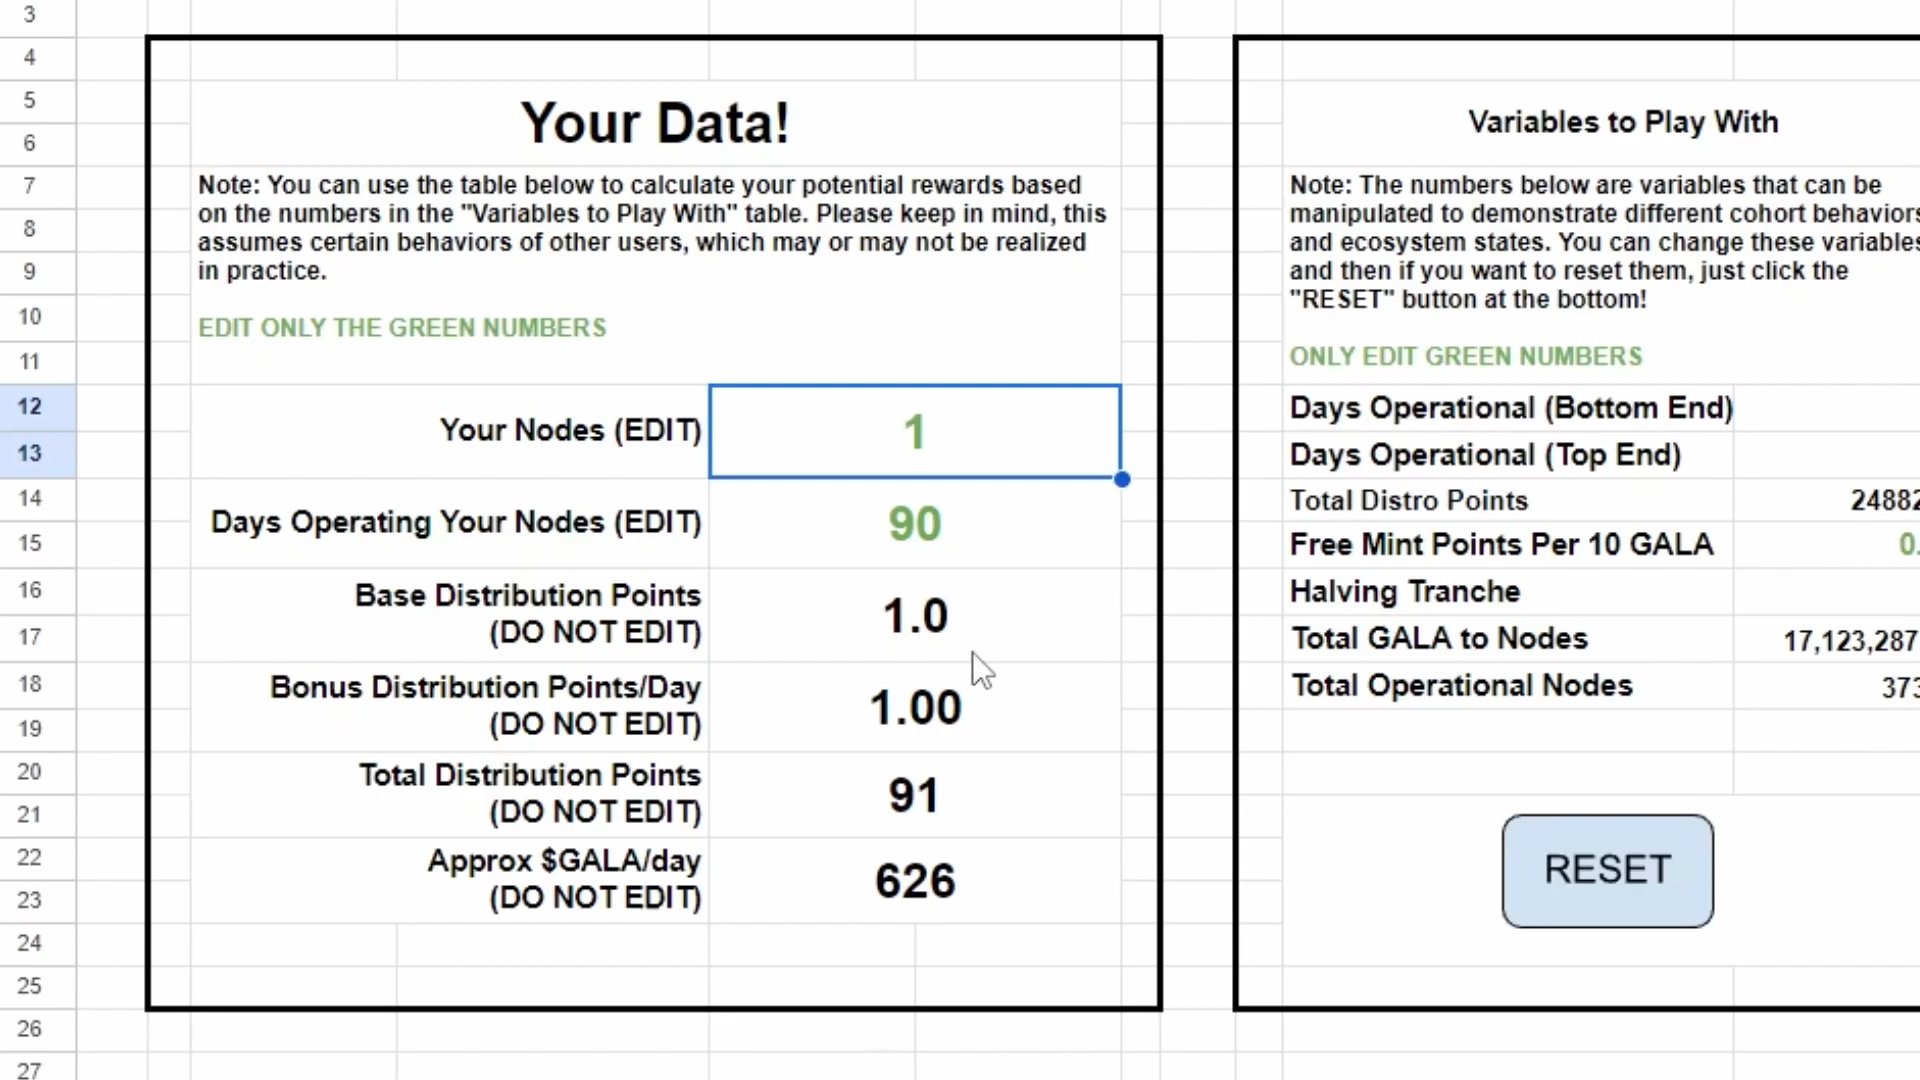 3
4
5
6
7
8
9
10
11
12
13
14
15
16
17
18
19
20
21
22
23
24
25
26
27
Your Data!
Note: You can use the table below to calculate your potential rewards based
on the numbers in the "Variables to Play With" table. Please keep in mind, this
assumes certain behaviors of other users, which may or may not be realized
in practice.
EDIT ONLY THE GREEN NUMBERS
Your Nodes (EDIT) 1
Days Operating Your Nodes (EDIT) 90
Base Distribution Points
(DO NOT EDIT) 1.0
Bonus Distribution Points/Day
(DO NOT EDIT) 1.00
Total Distribution Points
(DO NOT EDIT) 91
Approx $GALA/day
(DO NOT EDIT) 626
Variables to Play With
Note: The numbers below are variables that can be
manipulated to demonstrate different cohort behaviors
and ecosystem states. You can change these variables
and then if you want to reset them, just click the
"RESET" button at the bottom!
ONLY EDIT GREEN NUMBERS
Days Operational (Bottom End)
Days Operational (Top End)
Total Distro Points 24882
Free Mint Points Per 10 GALA 0.
Halving Tranche
Total GALA to Nodes 17,123,287
Total Operational Nodes 373
RESET